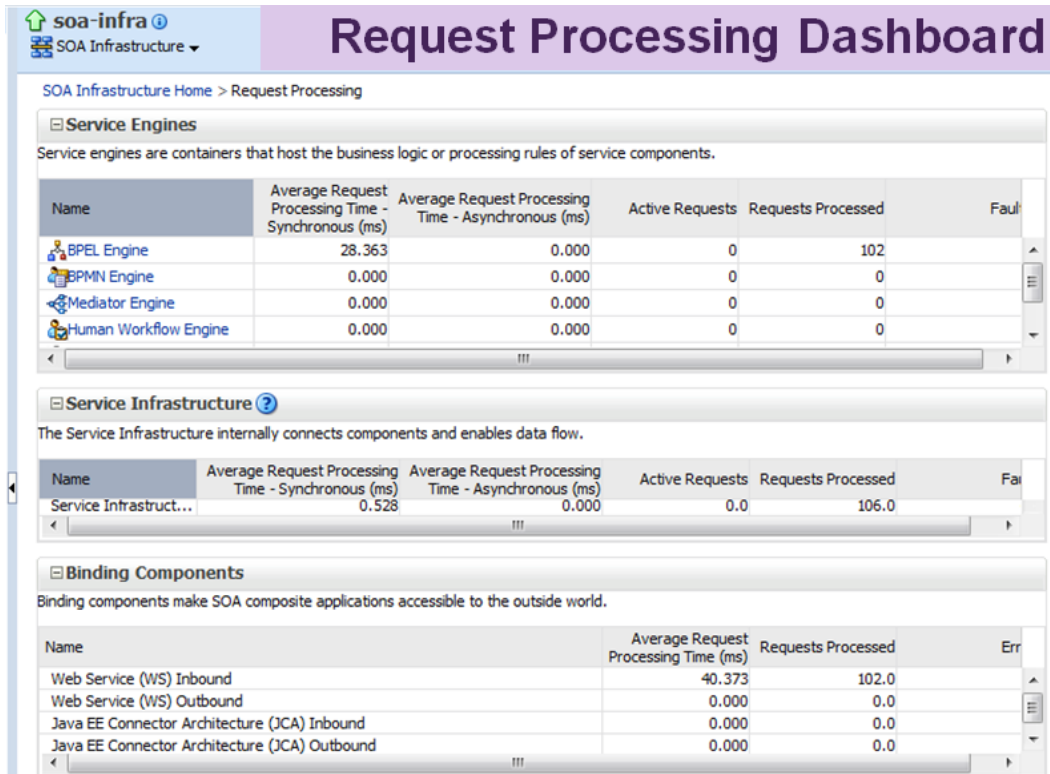 soa-infra
Request Processing Dashboard
SOA Infrastructure
SOA Infrastructure Home > Request Processing
Service Engines
Service engines are containers that host the business logic or processing rules of service components.
Name Average Request Processing Time - Synchronous (ms) Average Request Processing Time - Asynchronous (ms) Active Requests Requests Processed Faul
BPEL Engine 28.363 0.000 0 102
BPMN Engine 0.000 0.000 0 0
Mediator Engine 0.000 0.000 0 0
Human Workflow Engine 0.000 0.000 0 0
Service Infrastructure
The Service Infrastructure internally connects components and enables data flow.
Name Average Request Processing Time - Synchronous (ms) Average Request Processing Time - Asynchronous (ms) Active Requests Requests Processed Fau
Service Infrastruct... 0.528 0.000 0.0 106.0
Binding Components
Binding components make SOA composite applications accessible to the outside world.
Name Average Request Processing Time (ms) Requests Processed Err
Web Service (WS) Inbound 40.373 102.0
Web Service (WS) Outbound 0.000 0.0
Java EE Connector Architecture (JCA) Inbound 0.000 0.0
Java EE Connector Architecture (JCA) Outbound 0.000 0.0